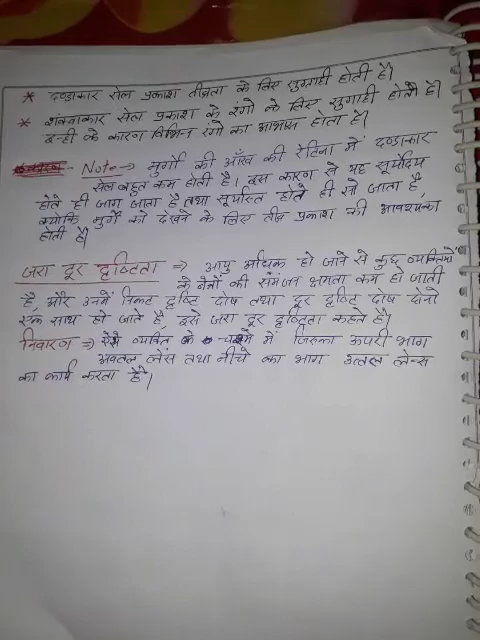 * दण्डाकार सेल प्रकाश तीव्रता के लिए सुग्राही होती है।
* शंक्वाकार सेल प्रकाश के रंगो के लिए सुग्राही होती है।
इन्ही के कारण विभिन्न रंगो का आभास होता है।
Note → मुर्गो की आँख की रेटिना में दण्डाकार
सेल बहुत कम होती है। इस कारण से यह सूर्योदय
होते ही जाग जाता है तथा सूर्यास्त होते ही सो जाता है,
क्योकि मुर्गे को देखने के लिए तीव्र प्रकाश की आवश्यकता
होती है।
जरा दूर दृष्टिता ⇒ आयु अधिक हो जाने से कुछ व्यक्तियों
के नेत्रों की समंजन क्षमता कम हो जाती
है, और उनमें निकट दृष्टि दोष तथा दूर दृष्टि दोष दोनो
एक साथ हो जाते है, इसे जरा दूर दृष्टिता कहते है।
निवारण ⇒ ऐसे व्यक्ति के चश्मे में जिसका ऊपरी भाग
अवतल लेंस तथा नीचे का भाग उत्तल लेन्स
का कार्य करता है।